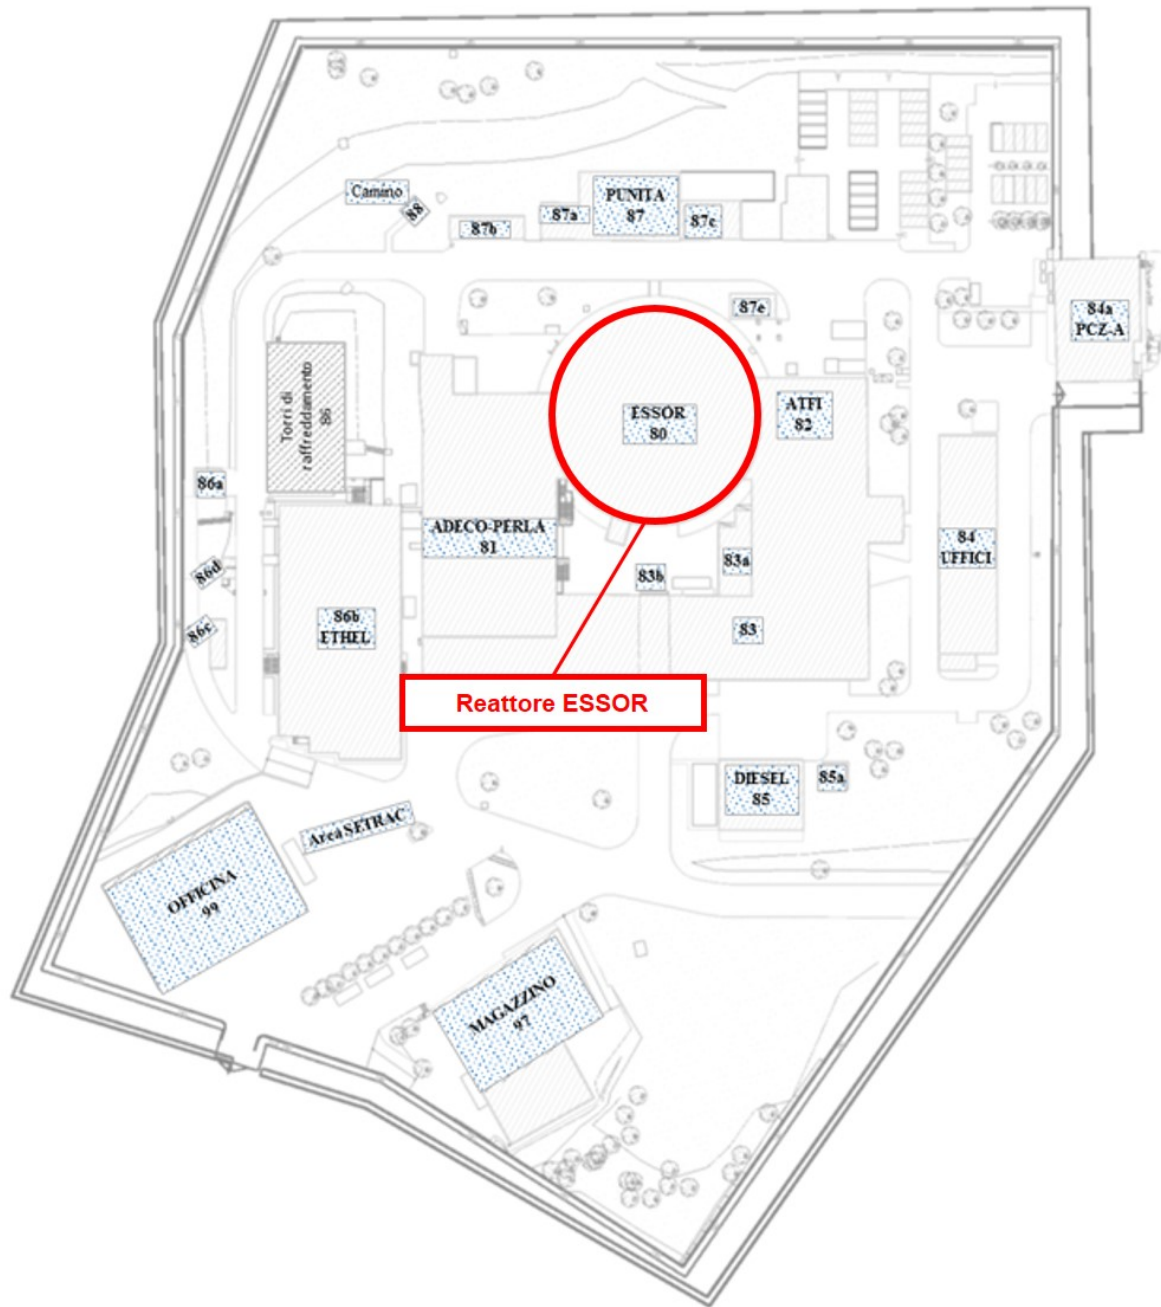 Camino
88
87b
87a
PUNITA
87
87c
87e
84a
PCZ-A
Torri di
raffreddamento
86
ESSOR
80
ATFI
82
86a
ADECO-PERLA
81
84
UFFICI
83a
83b
86d
86c
86b
ETHEL
83
Reattore ESSOR
DIESEL
85
85a
Area SETRAC
OFFICINA
99
MAGAZZINO
97